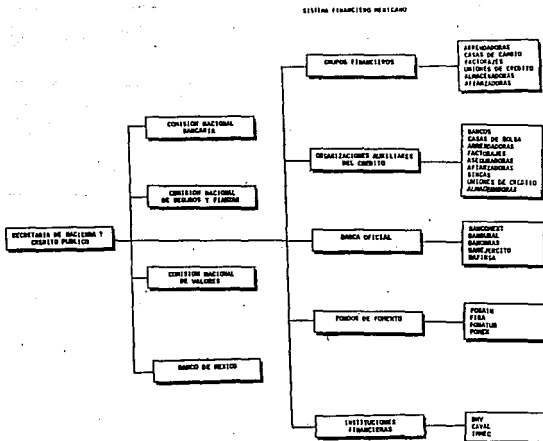 SISTEMA FINANCIERO MEXICANO
GRUPOS FINANCIEROS
ARRENDADORAS
CASAS DE CAMBIO
FACTORAJES
UNIONES DE CREDITO
ALMACENADORAS
AFIANZADORAS
COMISION NACIONAL
BANCARIA
ORGANIZACIONES AUXILIARES
DEL CREDITO
BANCOS
CASAS DE BOLSA
ARRENDADORAS
FACTORAJES
ASEGURADORAS
AFIANZADORAS
SINCAS
UNIONES DE CREDITO
ALMACENADORAS
COMISION NACIONAL
DE SEGUROS Y FIANZAS
SECRETARIA DE HACIENDA Y
CREDITO PUBLICO
BANCA OFICIAL
BANCOMEXT
BANRURAL
BANOBRAS
BANEJERCITO
NAFINSA
COMISION NACIONAL
DE VALORES
FONDOS DE FOMENTO
FOGAIN
FIRA
FONATUR
FOMEX
BANCO DE MEXICO
INSTITUCIONES
FINANCIERAS
BMV
CAVAL